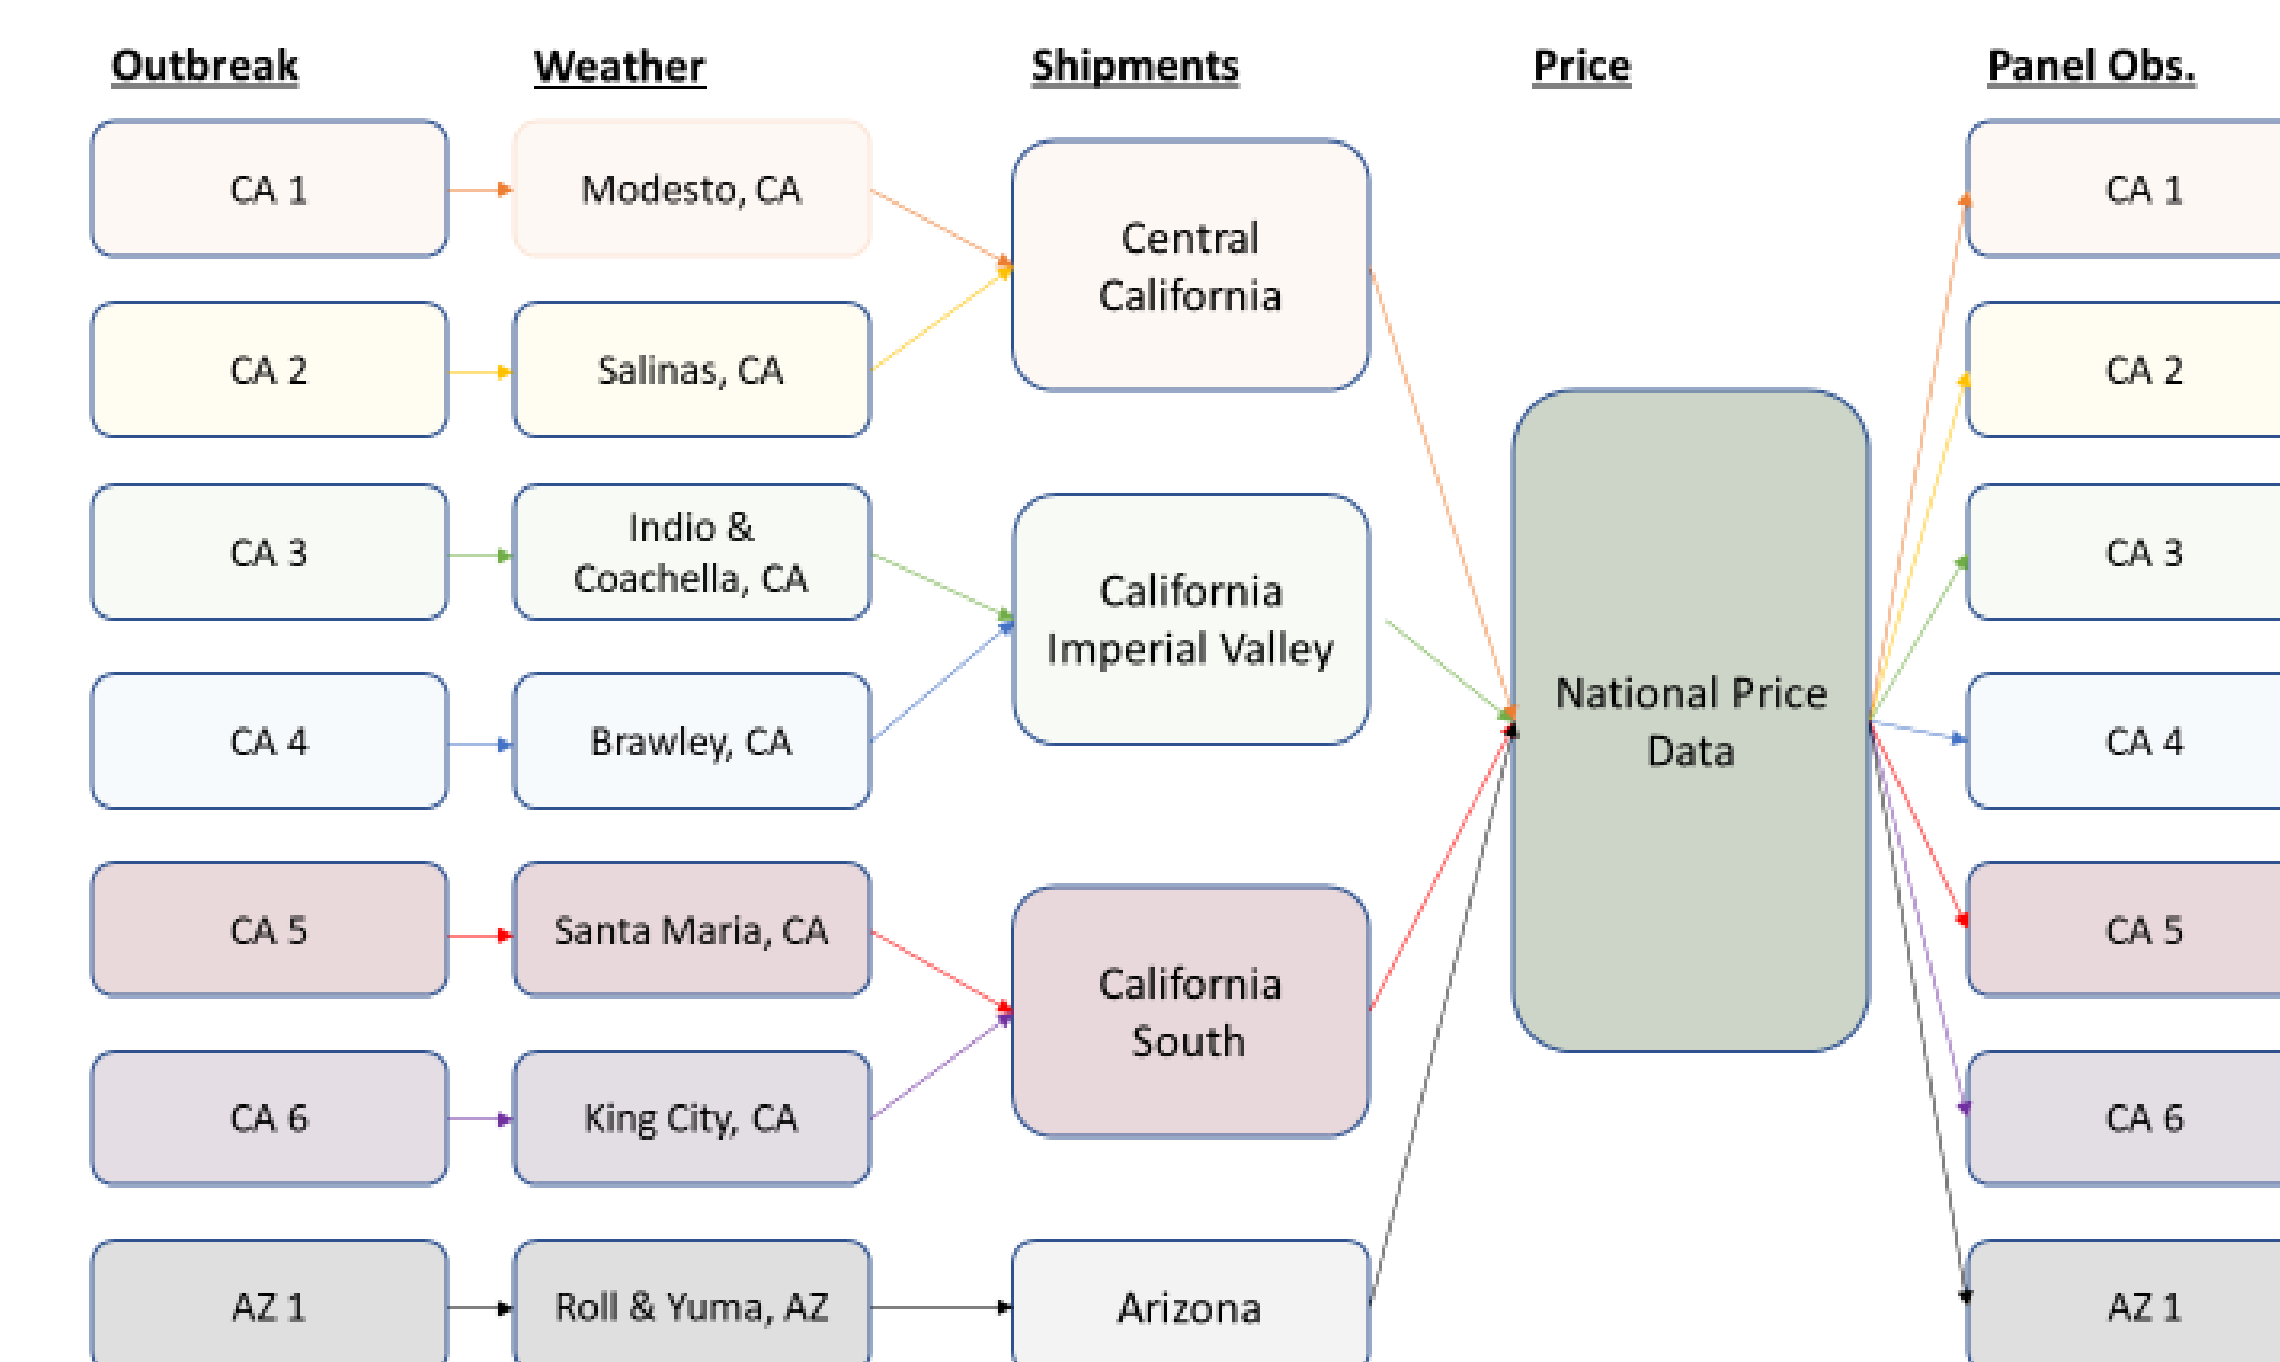 Outbreak
Weather
Shipments
Price
Panel Obs.
CA 1
Modesto, CA
Central
California
CA 1
CA 2
Salinas, CA
CA 2
CA 3
Indio &
Coachella, CA
California
Imperial Valley
CA 3
National Price
Data
CA 4
Brawley, CA
CA 4
CA 5
Santa Maria, CA
California
South
CA 5
CA 6
King City, CA
CA 6
AZ 1
Roll & Yuma, AZ
Arizona
AZ 1